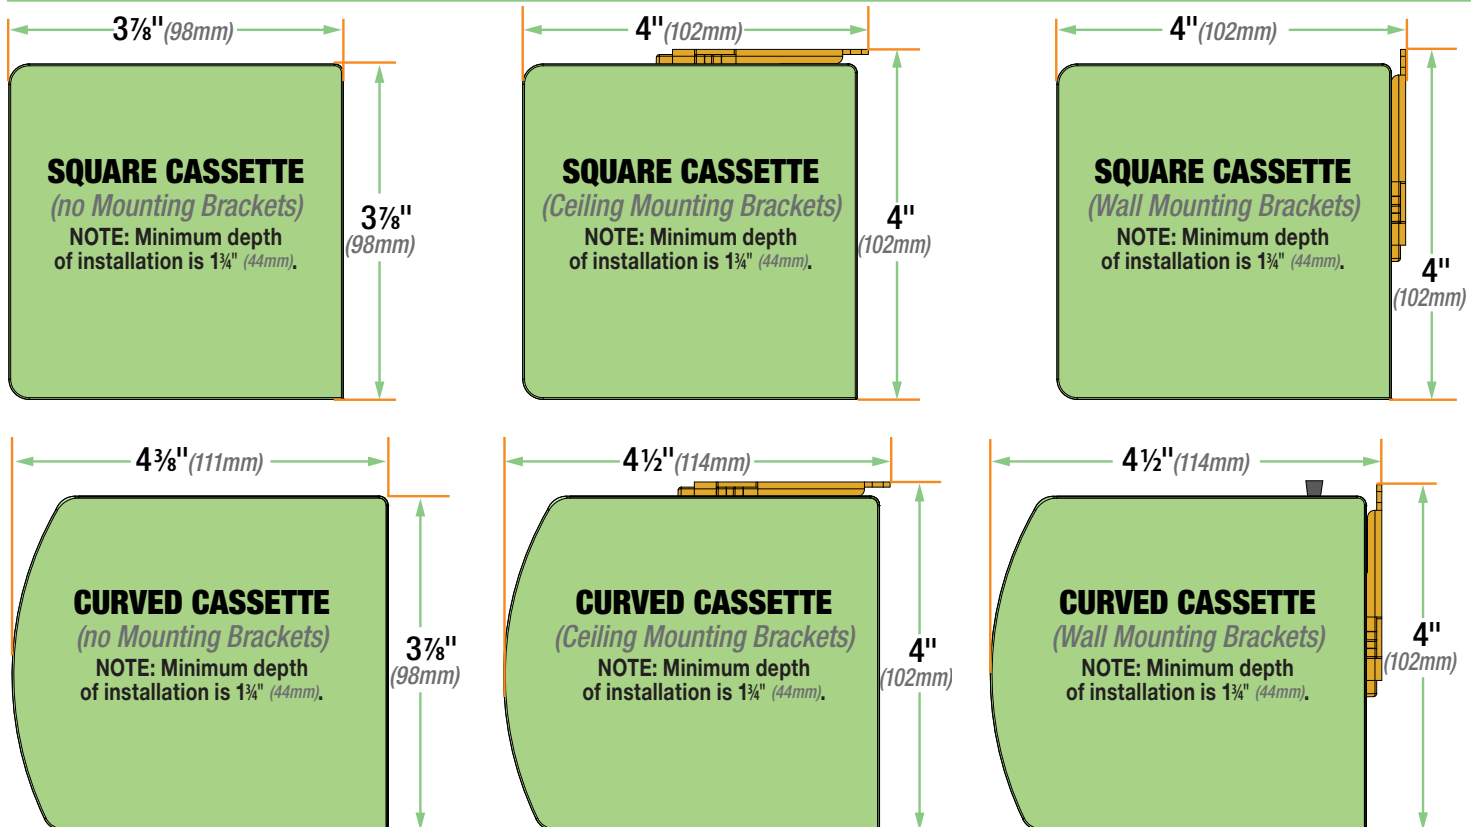 3⅞" (98mm)
SQUARE CASSETTE
(no Mounting Brackets)
NOTE: Minimum depth
of installation is 1¾" (44mm).
3⅞"
(98mm)
4" (102mm)
SQUARE CASSETTE
(Ceiling Mounting Brackets)
NOTE: Minimum depth
of installation is 1¾" (44mm).
4"
(102mm)
4" (102mm)
SQUARE CASSETTE
(Wall Mounting Brackets)
NOTE: Minimum depth
of installation is 1¾" (44mm).
4"
(102mm)
4⅜" (111mm)
CURVED CASSETTE
(no Mounting Brackets)
NOTE: Minimum depth
of installation is 1¾" (44mm).
3⅞"
(98mm)
4½" (114mm)
CURVED CASSETTE
(Ceiling Mounting Brackets)
NOTE: Minimum depth
of installation is 1¾" (44mm).
4"
(102mm)
4½" (114mm)
CURVED CASSETTE
(Wall Mounting Brackets)
NOTE: Minimum depth
of installation is 1¾" (44mm).
4"
(102mm)